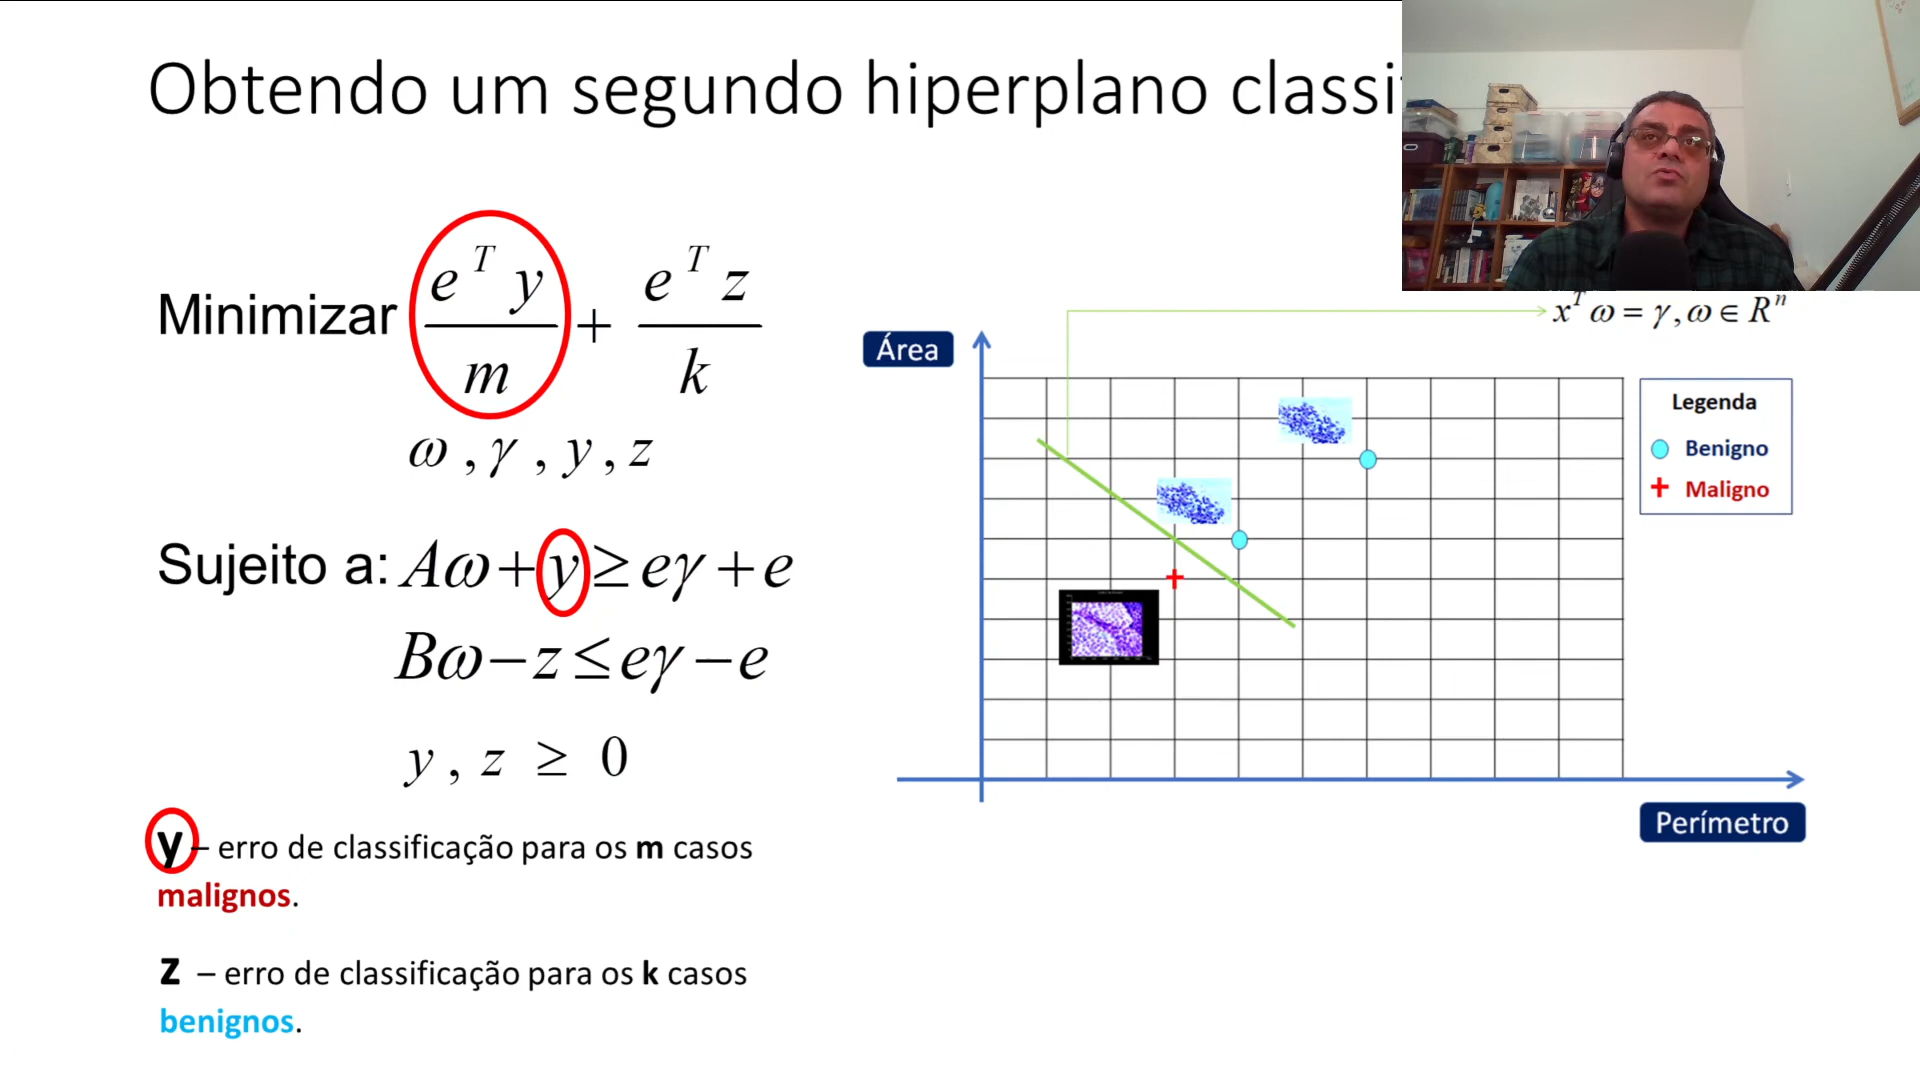 Obtendo um segundo hiperplano classi
Minimizar e^T y / m + e^T z / k
ω , γ , y , z
Sujeito a: Aω + y ≥ eγ + e
Bω − z ≤ eγ − e
y , z ≥ 0
y – erro de classificação para os m casos
malignos.
z – erro de classificação para os k casos
benignos.
x^T ω = γ , ω ∈ R^n
Área
Legenda
Benigno
Maligno
Perímetro